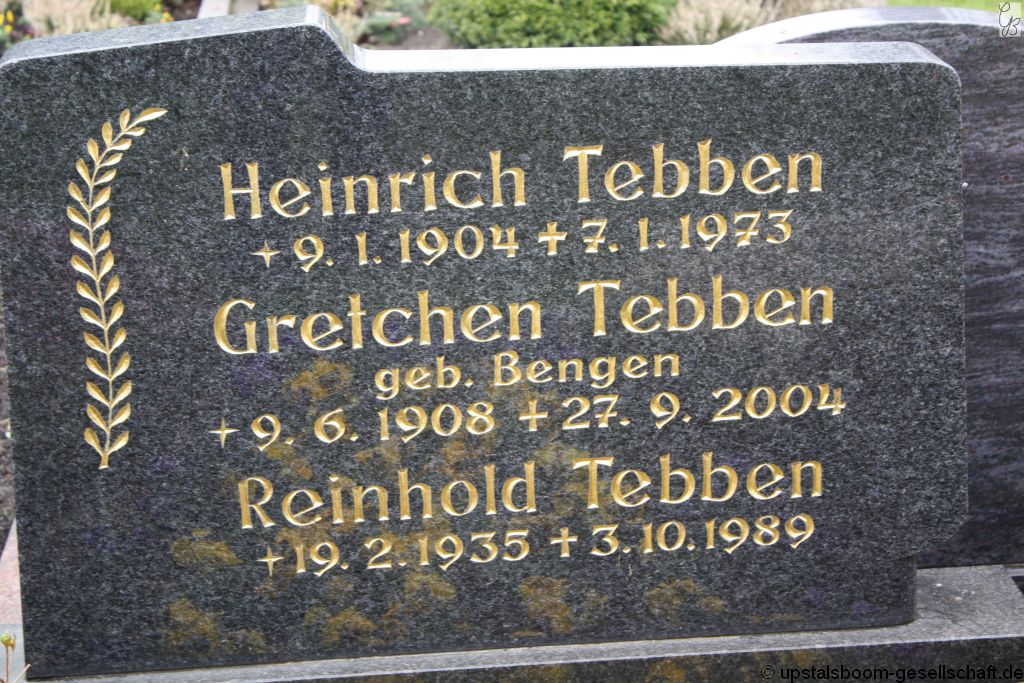 Heinrich Tebben
+ 9. 1. 1904 + 7. 1. 1973
Gretchen Tebben
geb. Bengen
+ 9. 6. 1908 + 27. 9. 2004
Reinhold Tebben
+ 19. 2. 1935 + 3. 10. 1989
© upstalsboom-gesellschaft.de